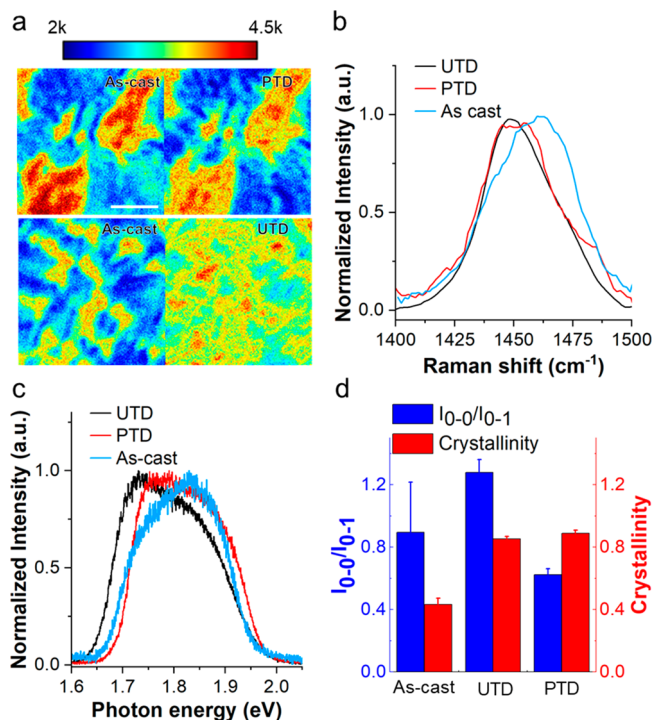 a
2k
4.5k
As-cast
PTD
As-cast
UTD
b
Normalized Intensity (a.u.)
1.0
0.5
0.0
UTD
PTD
As cast
1400 1425 1450 1475 1500
Raman shift (cm⁻¹)
c
Normalized Intensity (a.u.)
1.0
0.5
0.0
UTD
PTD
As-cast
1.6 1.7 1.8 1.9 2.0
Photon energy (eV)
d
I₀₋₀/I₀₋₁
Crystallinity
I₀₋₀/I₀₋₁
1.2
0.8
0.4
0.0
As-cast UTD PTD
1.2
0.8
0.4
0.0
Crystallinity